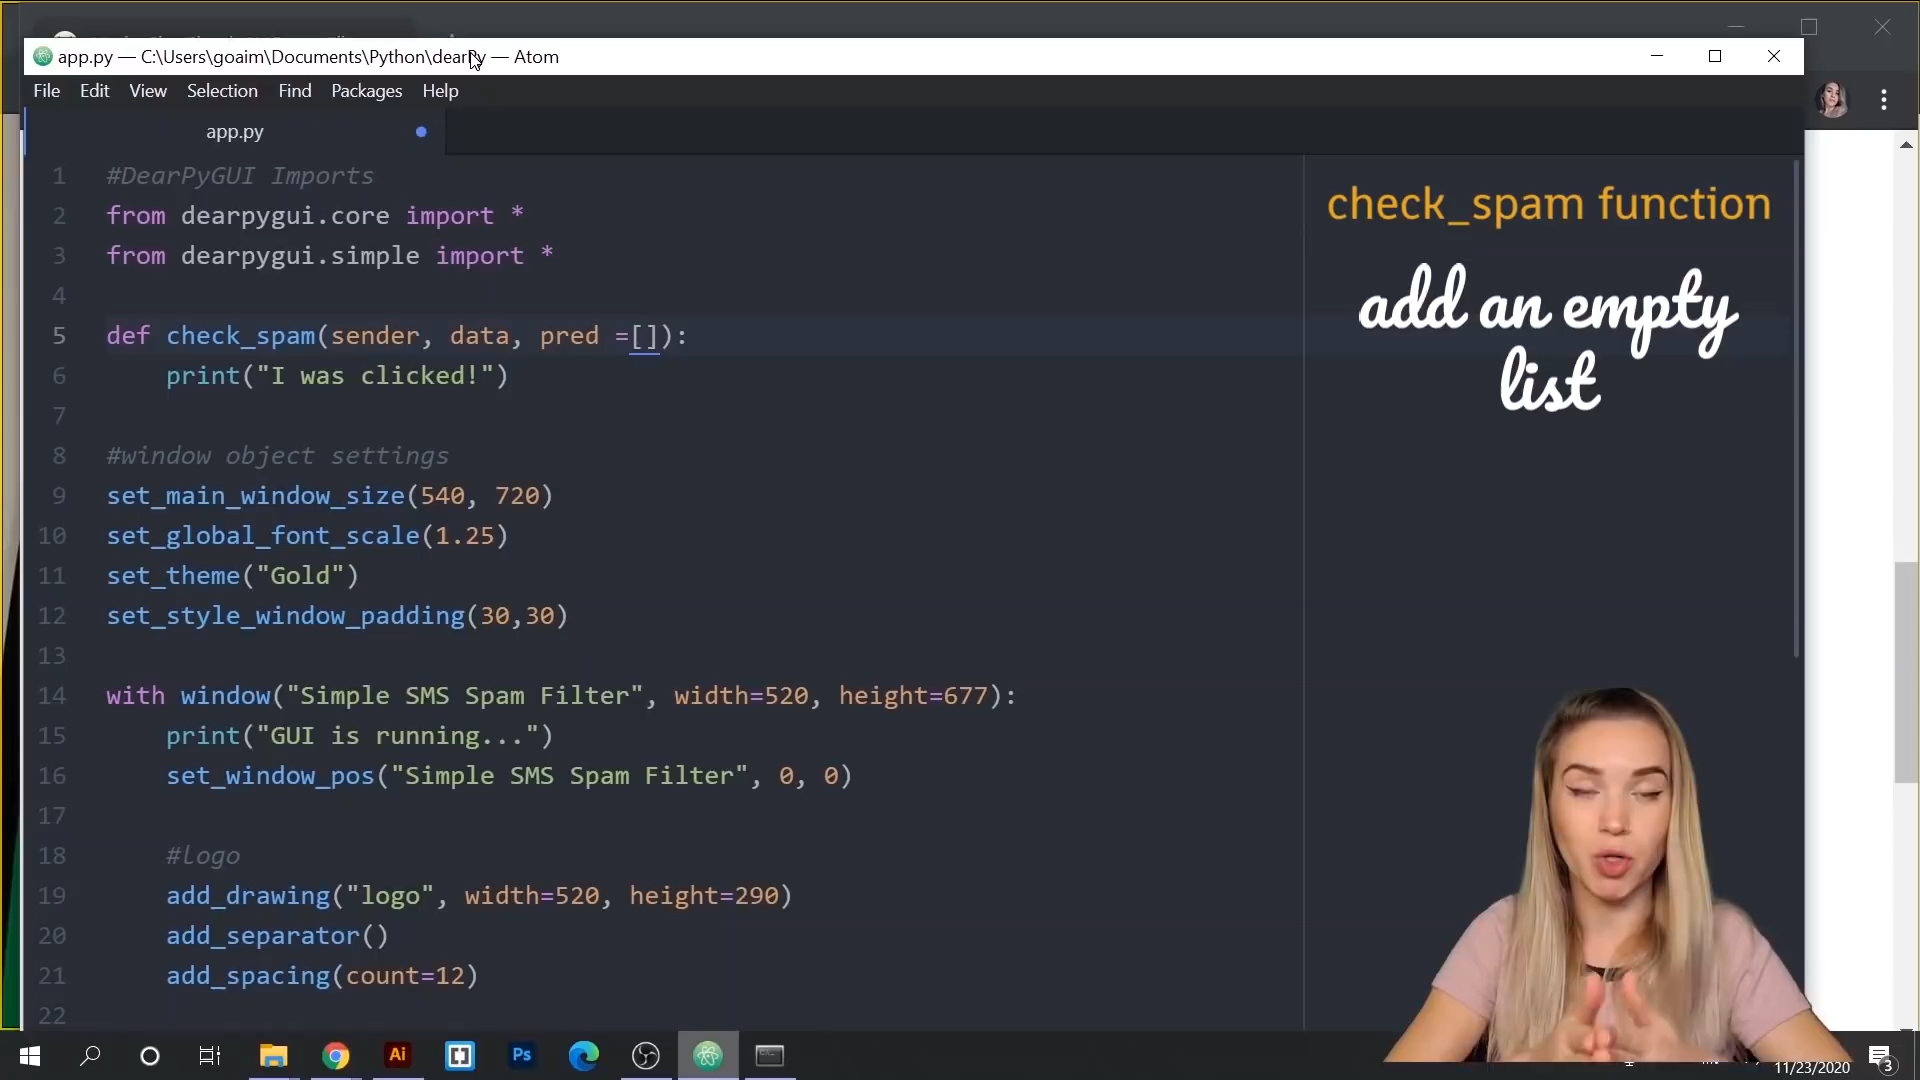 app.py — C:\Users\goaim\Documents\Python\dearPy — Atom
File Edit View Selection Find Packages Help
app.py
1 #DearPyGUI Imports
2 from dearpygui.core import *
3 from dearpygui.simple import *
4
5 def check_spam(sender, data, pred =[]):
6 print("I was clicked!")
7
8 #window object settings
9 set_main_window_size(540, 720)
10 set_global_font_scale(1.25)
11 set_theme("Gold")
12 set_style_window_padding(30,30)
13
14 with window("Simple SMS Spam Filter", width=520, height=677):
15 print("GUI is running...")
16 set_window_pos("Simple SMS Spam Filter", 0, 0)
17
18 #logo
19 add_drawing("logo", width=520, height=290)
20 add_separator()
21 add_spacing(count=12)
22
check_spam function
add an empty
list
Ai
Ps
11/23/2020
3